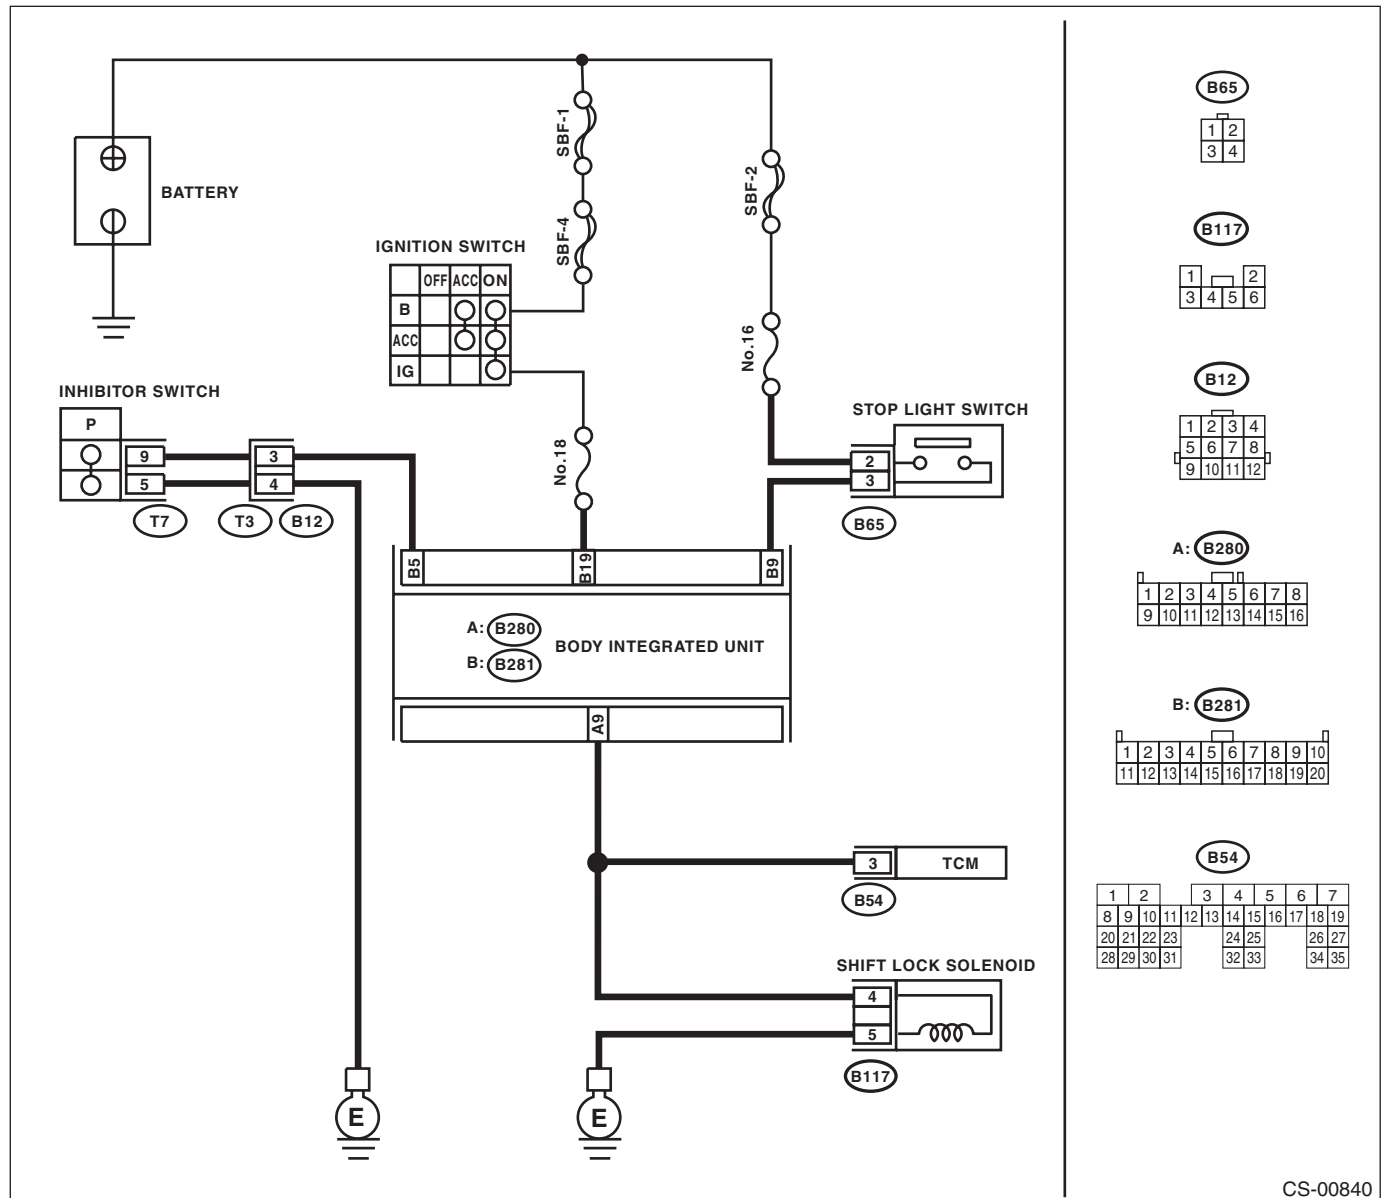 BATTERY
SBF-1
SBF-4
SBF-2
No.16
No.18
IGNITION SWITCH
OFF ACC ON
B
ACC
IG
INHIBITOR SWITCH
P
9
5
3
4
T7
T3
B12
STOP LIGHT SWITCH
2
3
B65
B5
B19
B9
A: B280
B: B281
BODY INTEGRATED UNIT
A9
3
TCM
B54
SHIFT LOCK SOLENOID
4
5
B117
E
E
B65
1 2
3 4
B117
1 2
3 4 5 6
B12
1 2 3 4
5 6 7 8
9 10 11 12
A: B280
1 2 3 4 5 6 7 8
9 10 11 12 13 14 15 16
B: B281
1 2 3 4 5 6 7 8 9 10
11 12 13 14 15 16 17 18 19 20
B54
1 2 3 4 5 6 7
8 9 10 11 12 13 14 15 16 17 18 19
20 21 22 23 24 25 26 27
28 29 30 31 32 33 34 35
CS-00840